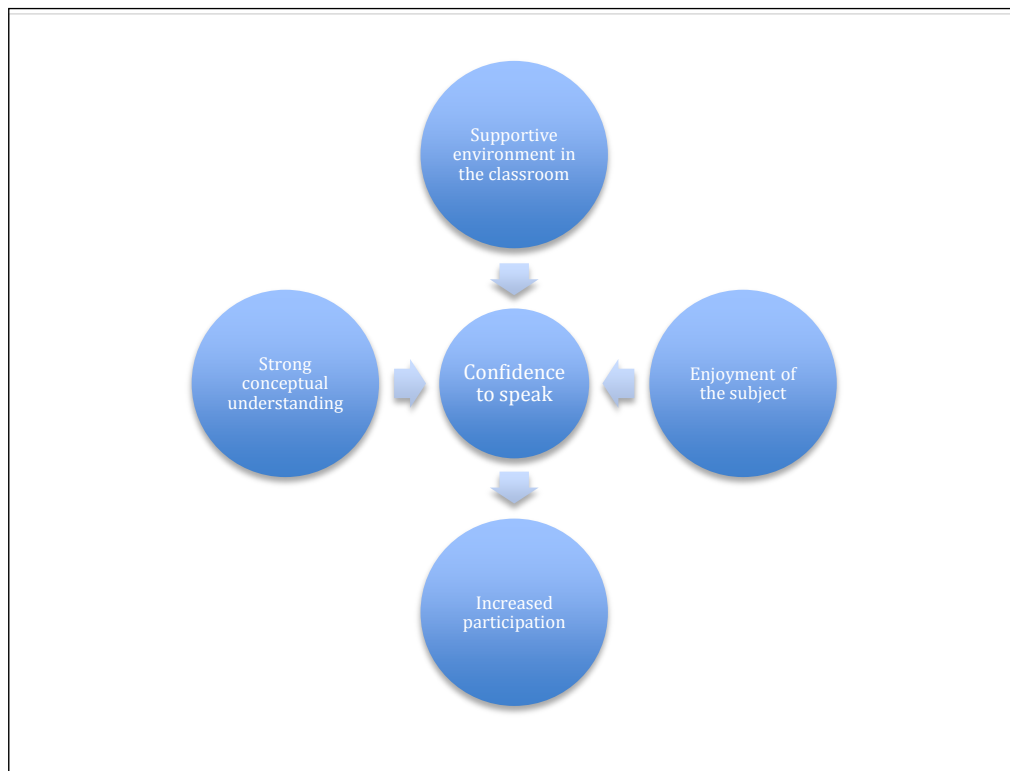 Supportive
environment in
the classroom
Strong
conceptual
understanding
Confidence
to speak
Enjoyment of
the subject
Increased
participation